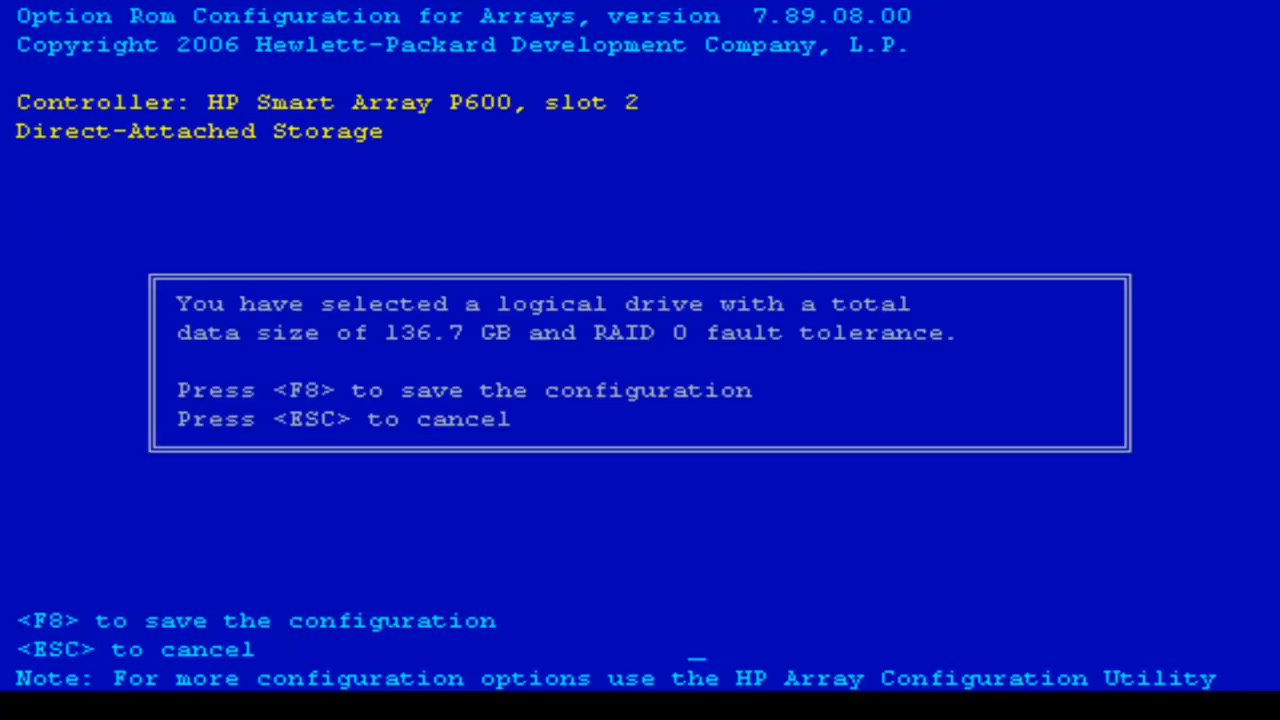 Option Rom Configuration for Arrays, version  7.89.08.00
Copyright 2006 Hewlett-Packard Development Company, L.P.
Controller: HP Smart Array P600, slot 2
Direct-Attached Storage
You have selected a logical drive with a total
data size of 136.7 GB and RAID 0 fault tolerance.
Press <F8> to save the configuration
Press <ESC> to cancel
<F8> to save the configuration
<ESC> to cancel
Note: For more configuration options use the HP Array Configuration Utility